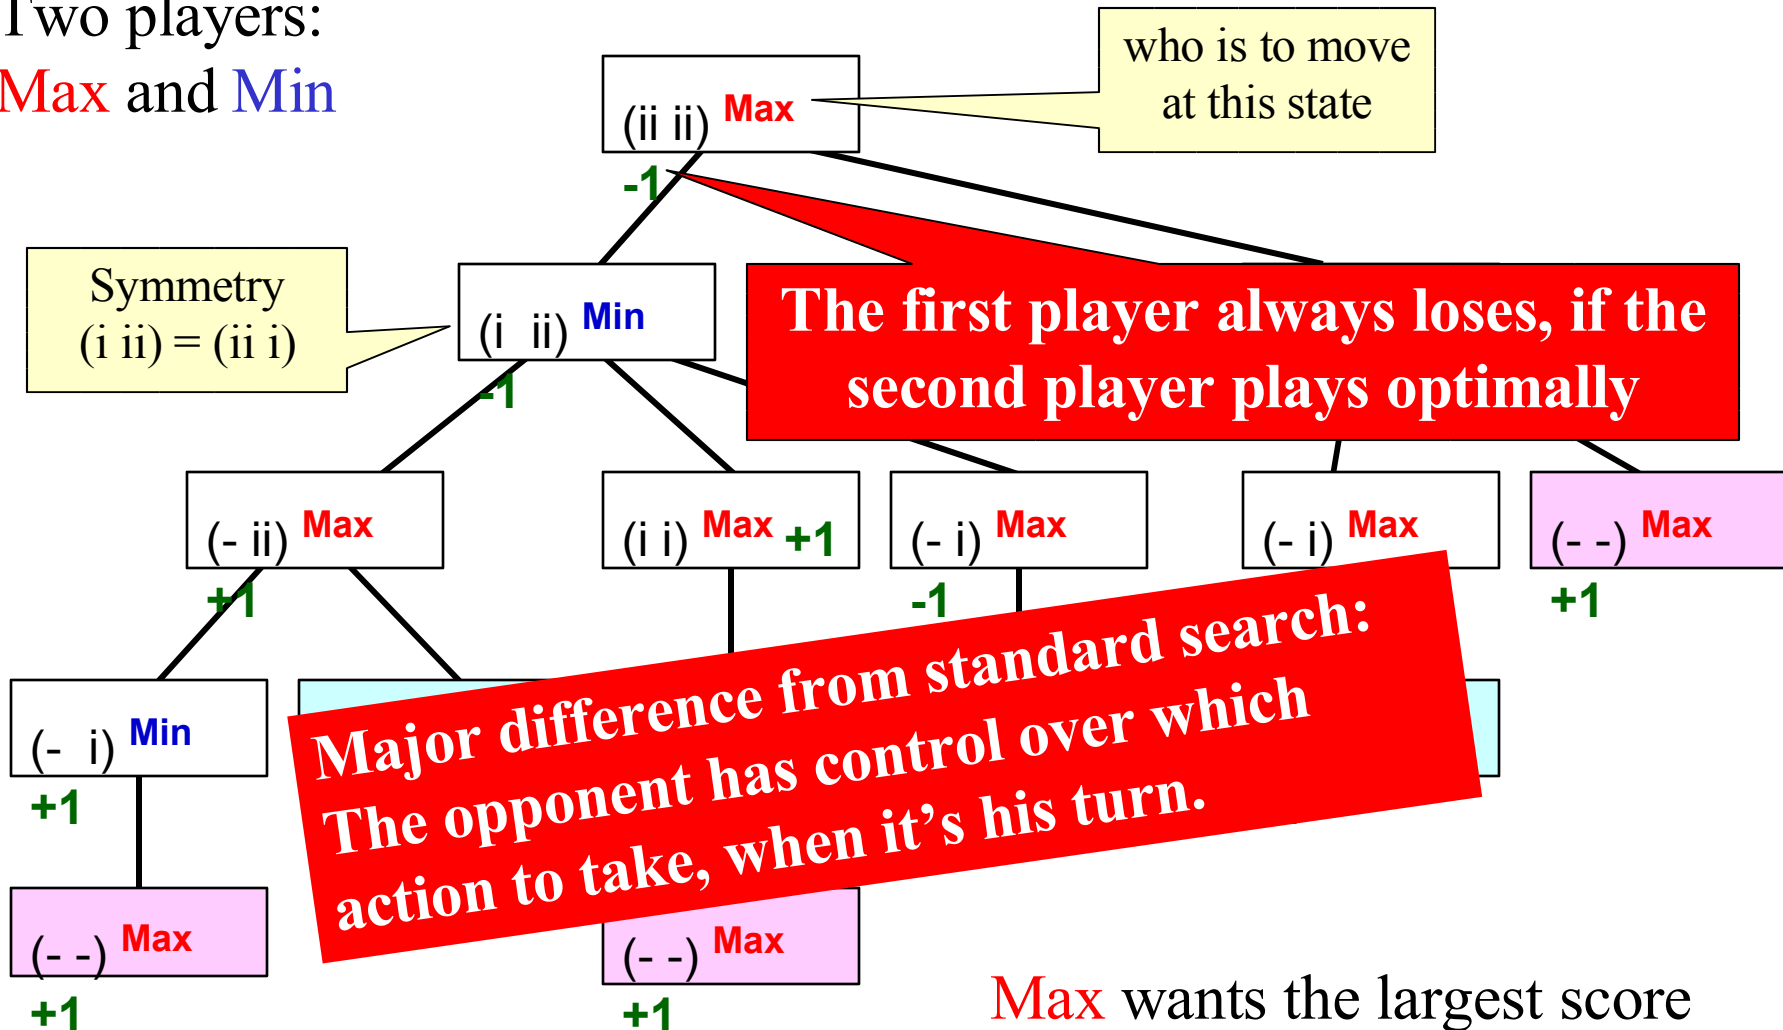 Two players:
Max and Min
who is to move
at this state
(ii ii) Max
-1
Symmetry
(i ii) = (ii i)
(i ii) Min
-1
The first player always loses, if the
second player plays optimally
(- ii) Max
+1
(i i) Max +1
(- i) Max
-1
(- i) Max
(- -) Max
+1
(- i) Min
+1
Major difference from standard search:
The opponent has control over which
action to take, when it’s his turn.
(- -) Max
+1
(- -) Max
+1
Max wants the largest score